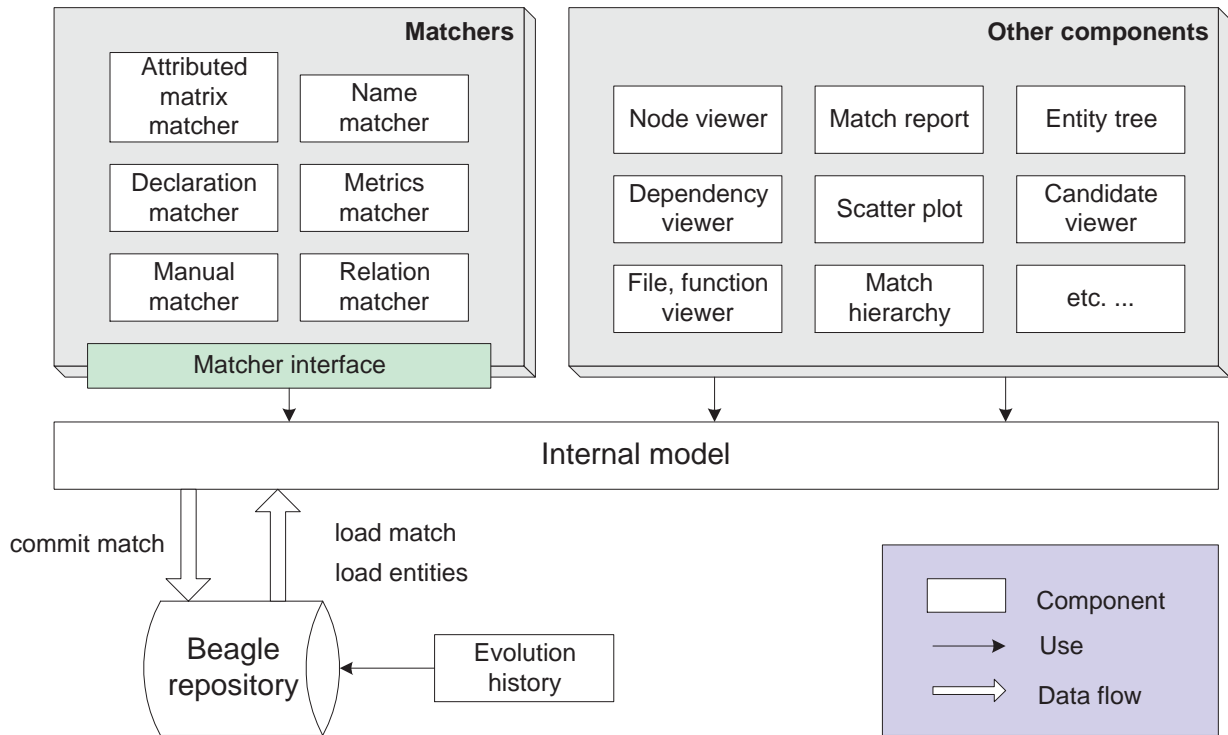 Matchers
Attributed
matrix
matcher
Name
matcher
Declaration
matcher
Metrics
matcher
Manual
matcher
Relation
matcher
Matcher interface
Other components
Node viewer
Match report
Entity tree
Dependency
viewer
Scatter plot
Candidate
viewer
File, function
viewer
Match
hierarchy
etc. ...
Internal model
commit match
load match
load entities
Beagle
repository
Evolution
history
Component
Use
Data flow